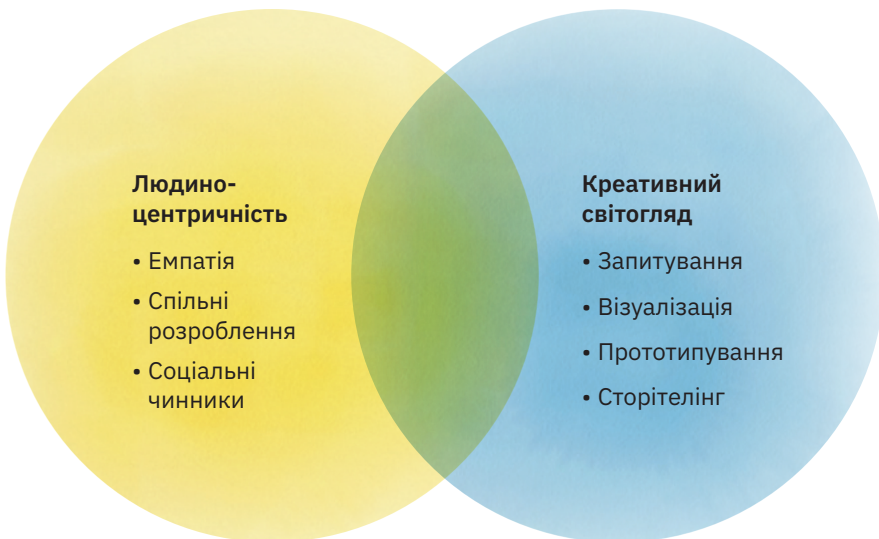 Людино-
центричність
• Емпатія
• Спільні
розроблення
• Соціальні
чинники
Креативний
світогляд
• Запитування
• Візуалізація
• Прототипування
• Сторітелінг